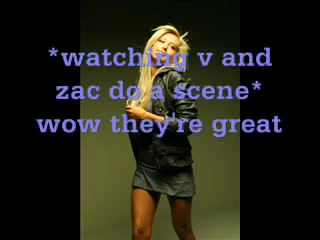 *watching v and
zac do a scene*
wow they're great